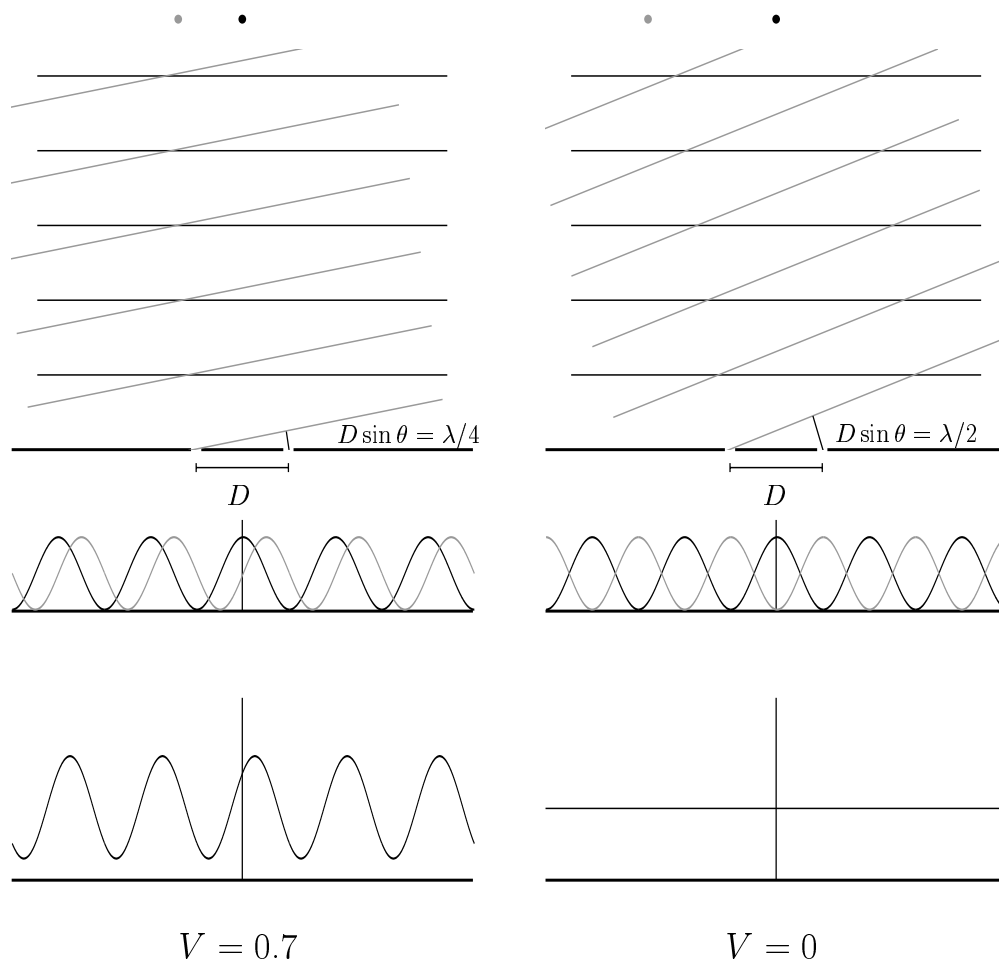 D sin θ = λ/4
D sin θ = λ/2
D
D
V = 0.7
V = 0